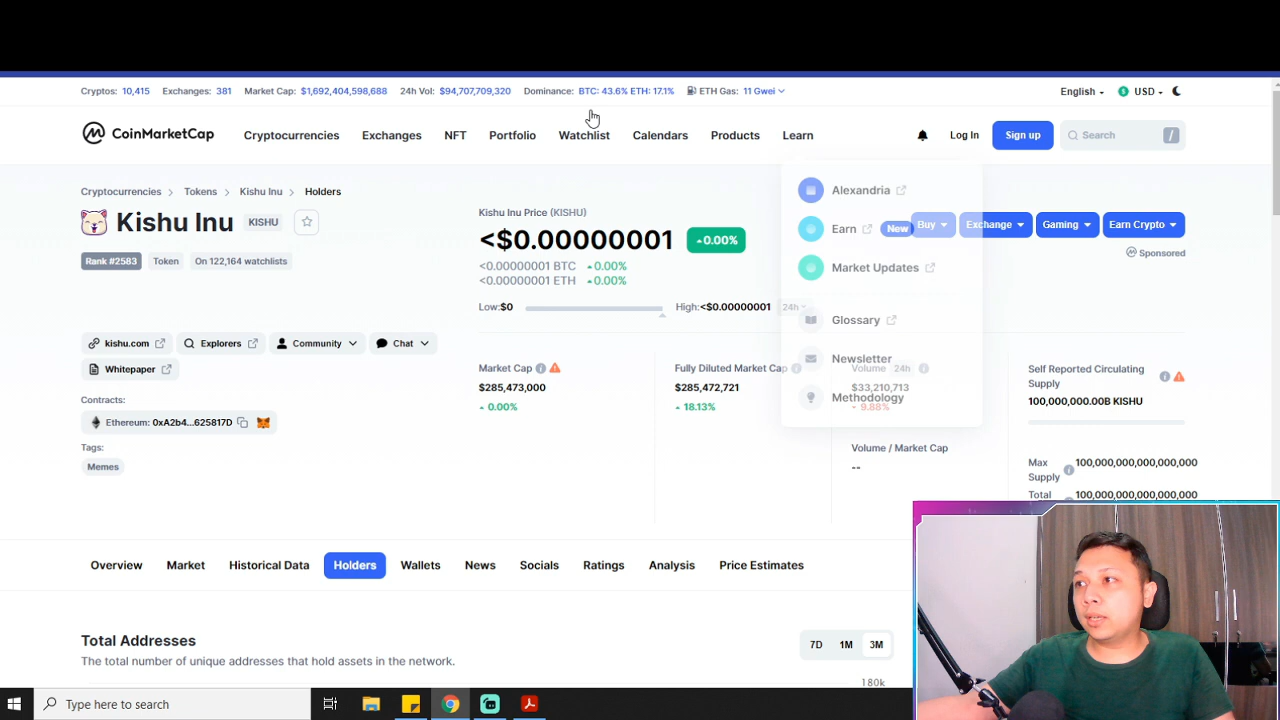 Cryptos: 10,415 Exchanges: 381 Market Cap: $1,692,404,598,688 24h Vol: $94,707,709,320 Dominance: BTC: 43.6% ETH: 17.1% ETH Gas: 11 Gwei English USD
CoinMarketCap Cryptocurrencies Exchanges NFT Portfolio Watchlist Calendars Products Learn Log In Sign up Search /
Cryptocurrencies > Tokens > Kishu Inu > Holders
Kishu Inu KISHU
Rank #2583 Token On 122,164 watchlists
kishu.com Explorers Community Chat
Whitepaper
Contracts:
Ethereum: 0xA2b4...625817D
Tags:
Memes
Kishu Inu Price (KISHU)
<$0.00000001 0.00%
<0.00000001 BTC 0.00%
<0.00000001 ETH 0.00%
Low:$0 High:<$0.00000001 24h
Alexandria
Earn New
Market Updates
Glossary
Newsletter
Methodology
Buy Exchange Gaming Earn Crypto
Sponsored
Market Cap
$285,473,000
0.00%
Fully Diluted Market Cap
$285,472,721
18.13%
Volume 24h
$33,210,713
9.88%
Volume / Market Cap
--
Self Reported Circulating
Supply
100,000,000.00B KISHU
Max
Supply
100,000,000,000,000,000
Total
100,000,000,000,000,000
Overview Market Historical Data Holders Wallets News Socials Ratings Analysis Price Estimates
Total Addresses
The total number of unique addresses that hold assets in the network.
7D 1M 3M
180k
Type here to search